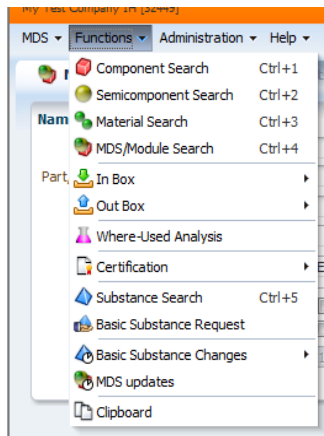 My Test Company IH [32449]
MDS Functions Administration Help
Component Search Ctrl+1
Semicomponent Search Ctrl+2
Nam
Material Search Ctrl+3
MDS/Module Search Ctrl+4
Part,
In Box
Out Box
Where-Used Analysis
Certification
Substance Search Ctrl+5
Basic Substance Request
Basic Substance Changes
MDS updates
Clipboard